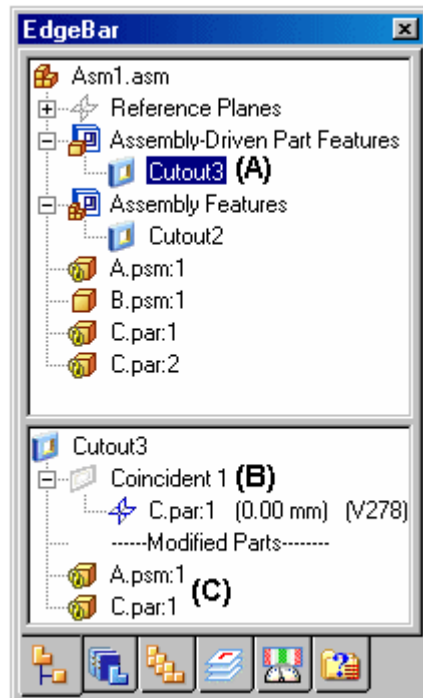 EdgeBar
Asm1.asm
Reference Planes
Assembly-Driven Part Features
Cutout3 (A)
Assembly Features
Cutout2
A.psm:1
B.psm:1
C.par:1
C.par:2
Cutout3
Coincident 1 (B)
C.par:1 (0.00 mm) (V278)
------Modified Parts--------
A.psm:1
C.par:1 (C)